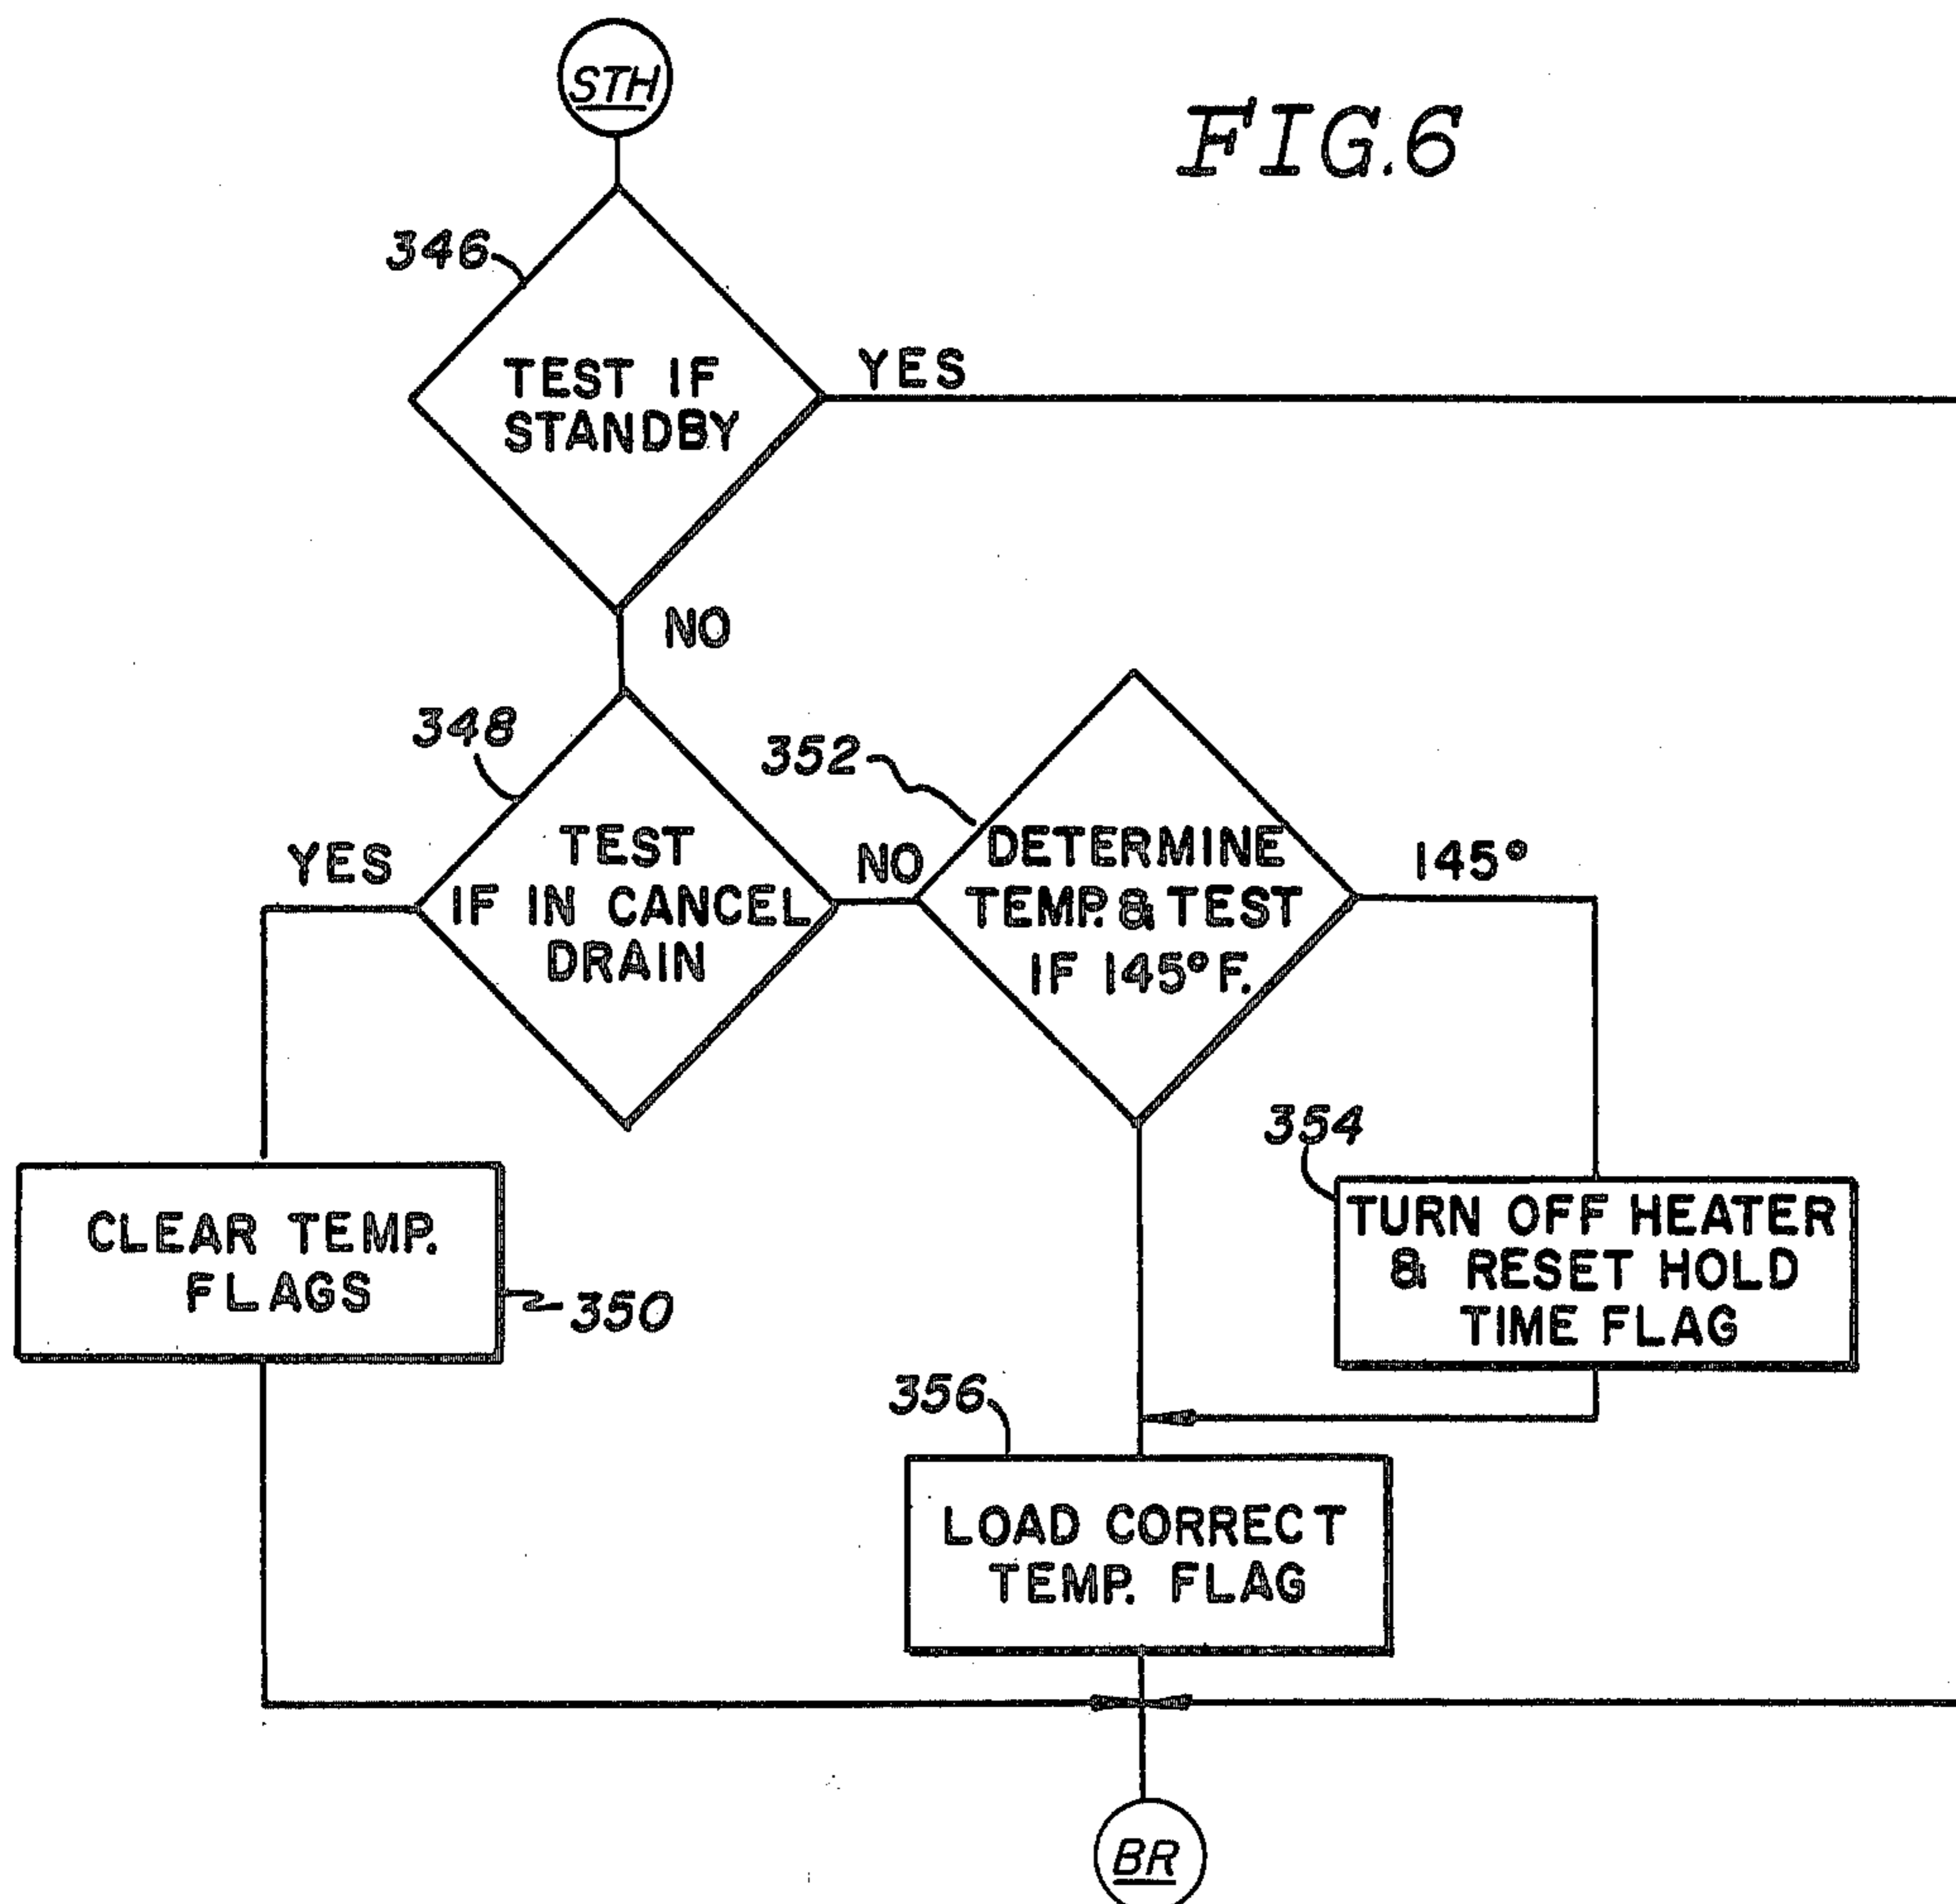 STH
FIG.6
346
TEST IF
STANDBY
YES
NO
348
352
TEST
IF IN CANCEL
DRAIN
YES
NO
DETERMINE
TEMP. & TEST
IF 145°F.
145°
354
CLEAR TEMP.
FLAGS
350
TURN OFF HEATER
& RESET HOLD
TIME FLAG
356
LOAD CORRECT
TEMP. FLAG
BR